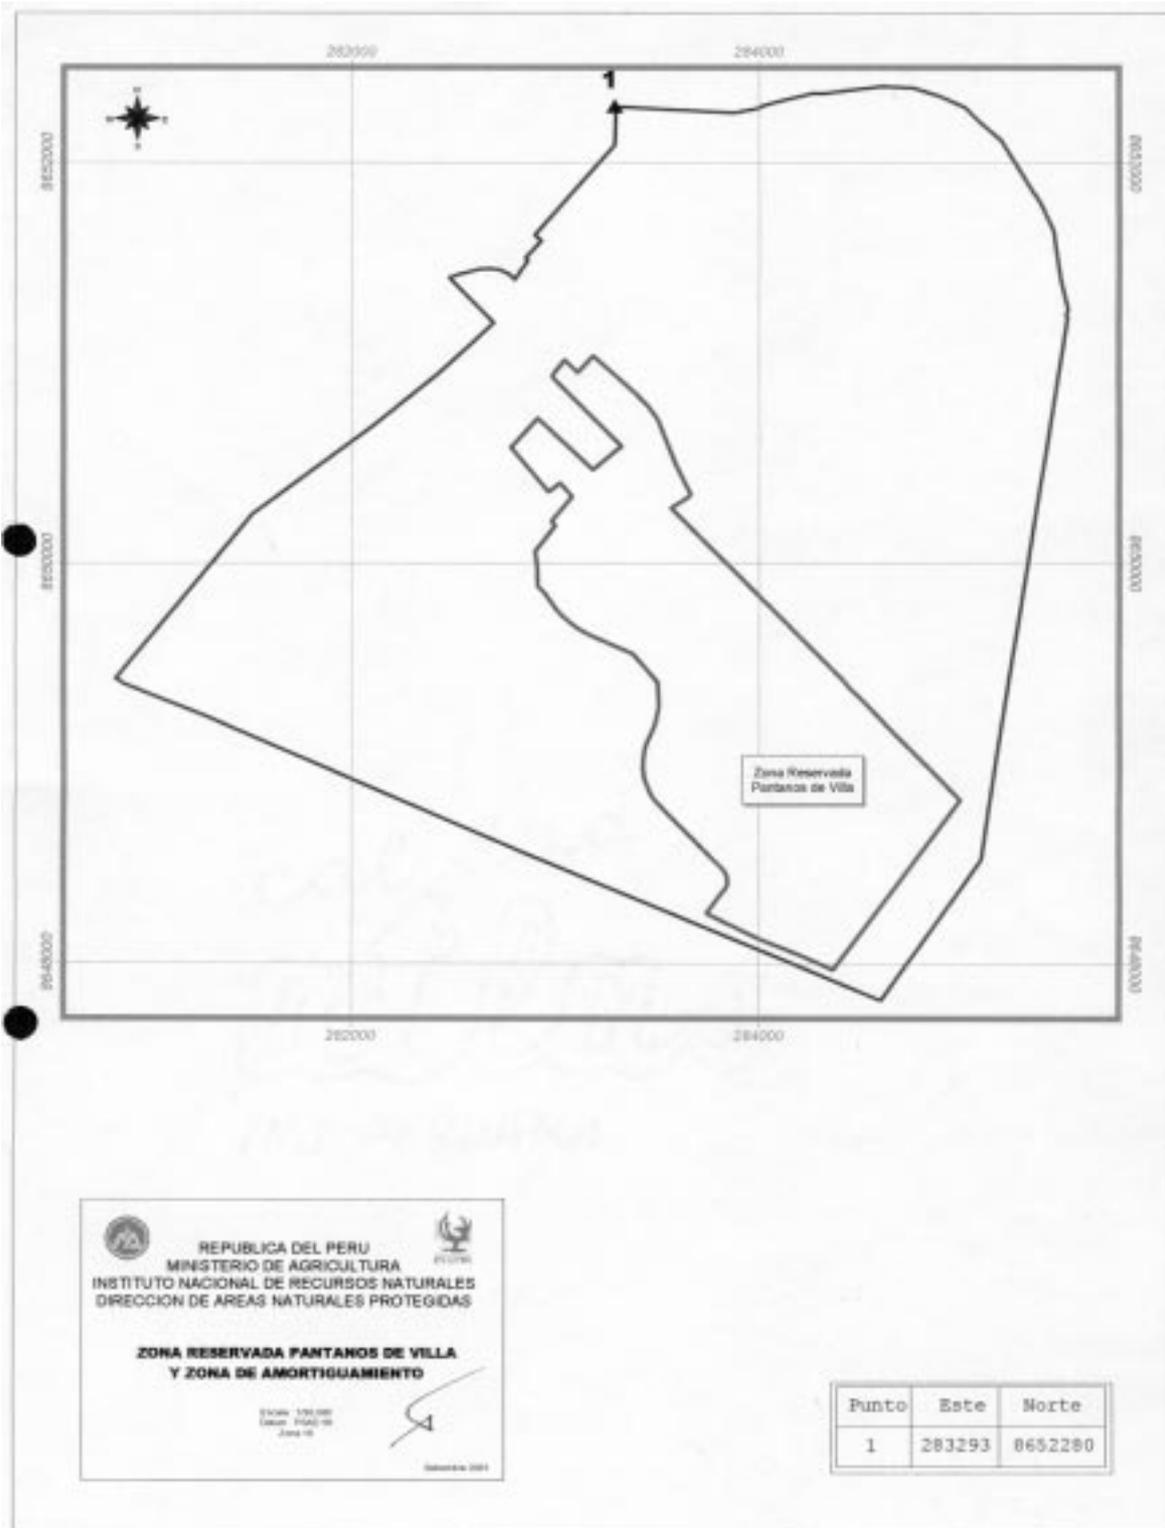 282000
284000
1
8652000
8652000
8650000
8650000
Zona Reservada
Pantanos de Villa
8648000
8648000
282000
284000
REPUBLICA DEL PERU
MINISTERIO DE AGRICULTURA
INSTITUTO NACIONAL DE RECURSOS NATURALES
DIRECCION DE AREAS NATURALES PROTEGIDAS
ZONA RESERVADA PANTANOS DE VILLA
Y ZONA DE AMORTIGUAMIENTO
Zona 18
Punto Este Norte
1 283293 8652280